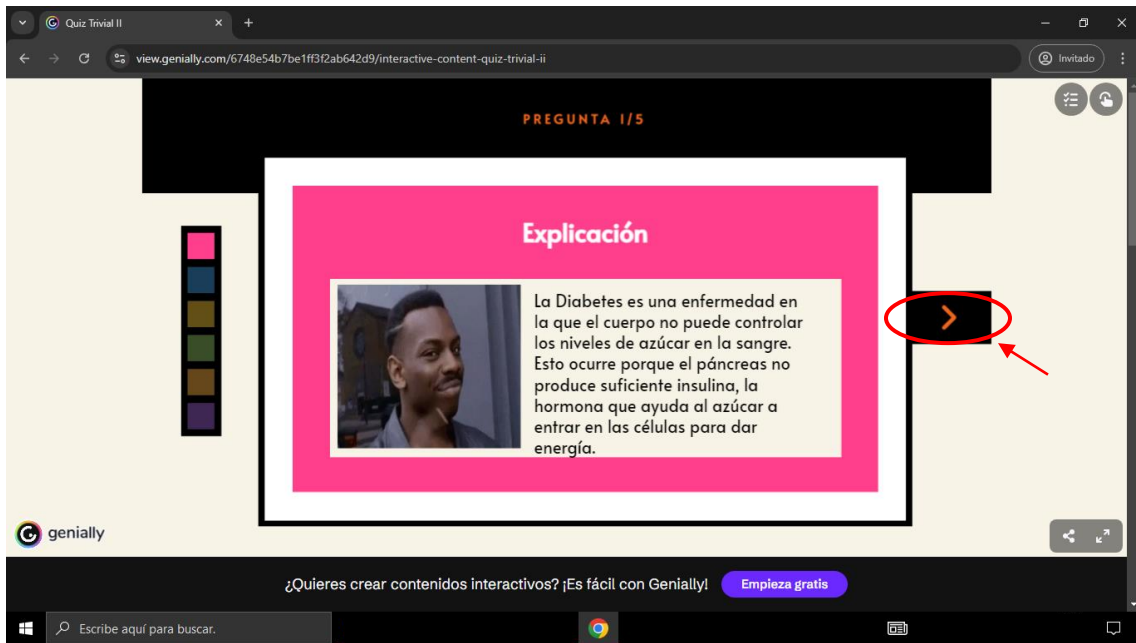 Quiz Trivial II
view.genially.com/6748e54b7be1ff3f2ab642d9/interactive-content-quiz-trivial-ii
Invitado
PREGUNTA 1/5
Explicación
La Diabetes es una enfermedad en
la que el cuerpo no puede controlar
los niveles de azúcar en la sangre.
Esto ocurre porque el páncreas no
produce suficiente insulina, la
hormona que ayuda al azúcar a
entrar en las células para dar
energía.
genially
¿Quieres crear contenidos interactivos? ¡Es fácil con Genially!
Empieza gratis
Escribe aquí para buscar.